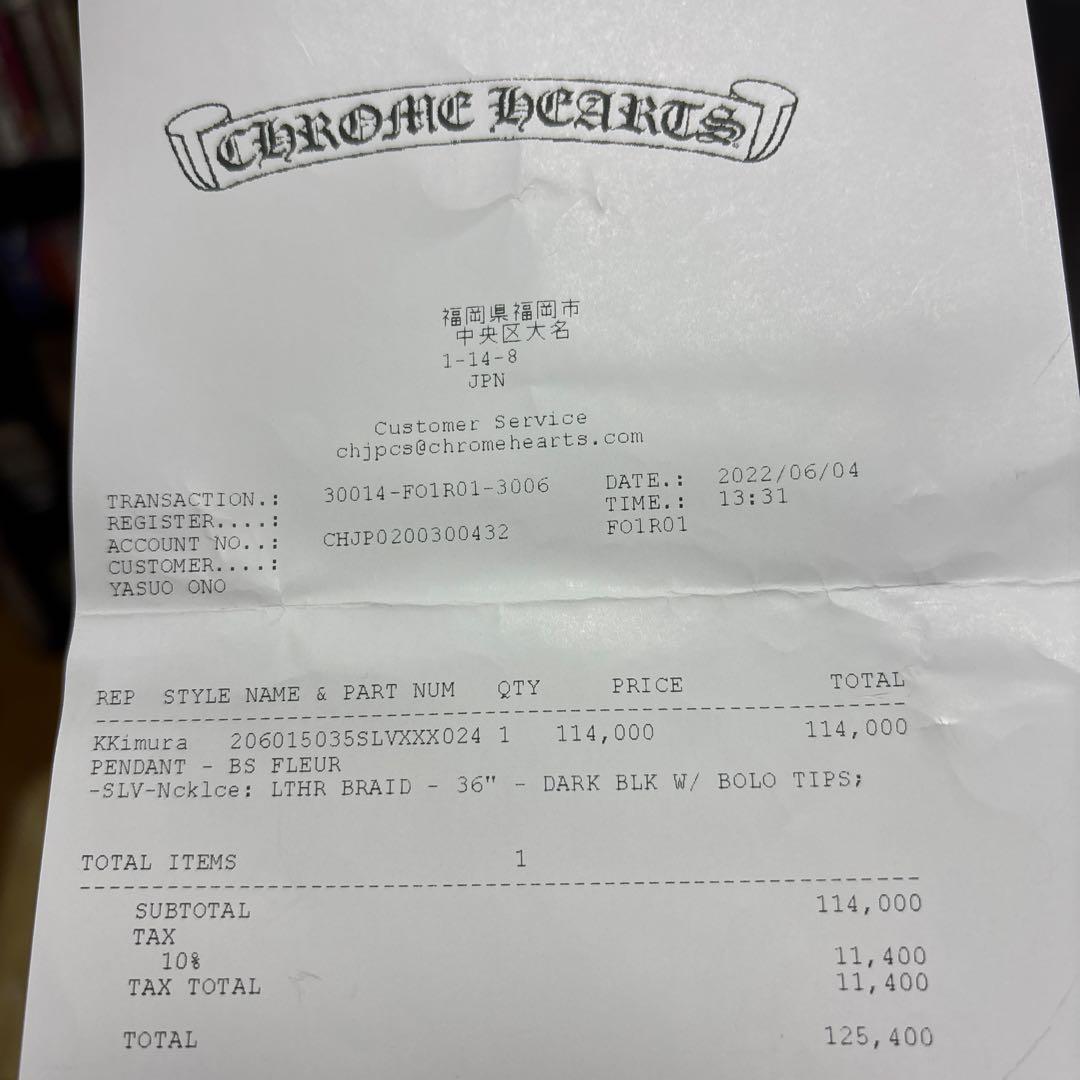 CHROME HEARTS
福岡県福岡市
中央区大名
1-14-8
JPN
Customer Service
chjpcs@chromehearts.com
TRANSACTION.: 30014-FO1R01-3006 DATE.: 2022/06/04
REGISTER....: TIME.: 13:31
ACCOUNT NO..: CHJP0200300432 FO1R01
CUSTOMER....:
YASUO ONO
REP STYLE NAME & PART NUM QTY PRICE TOTAL
KKimura 206015035SLVXXX024 1 114,000 114,000
PENDANT - BS FLEUR
-SLV-Ncklce: LTHR BRAID - 36" - DARK BLK W/ BOLO TIPS;
TOTAL ITEMS 1
SUBTOTAL 114,000
TAX
10% 11,400
TAX TOTAL 11,400
TOTAL 125,400